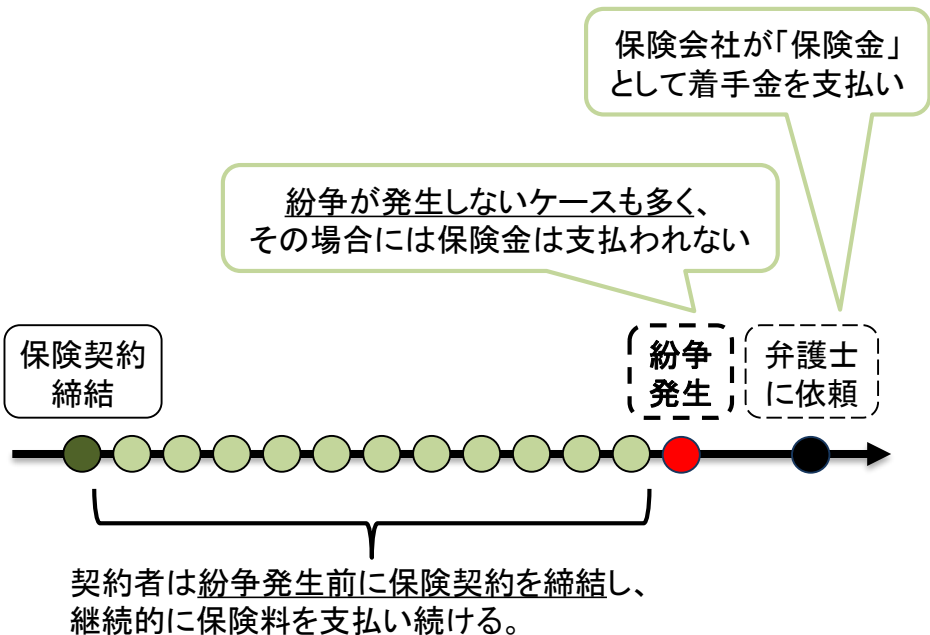 保険会社が「保険金」
として着手金を支払い
紛争が発生しないケースも多く、
その場合には保険金は支払われない
保険契約
締結
紛争
発生
弁護士
に依頼
契約者は紛争発生前に保険契約を締結し、
継続的に保険料を支払い続ける。